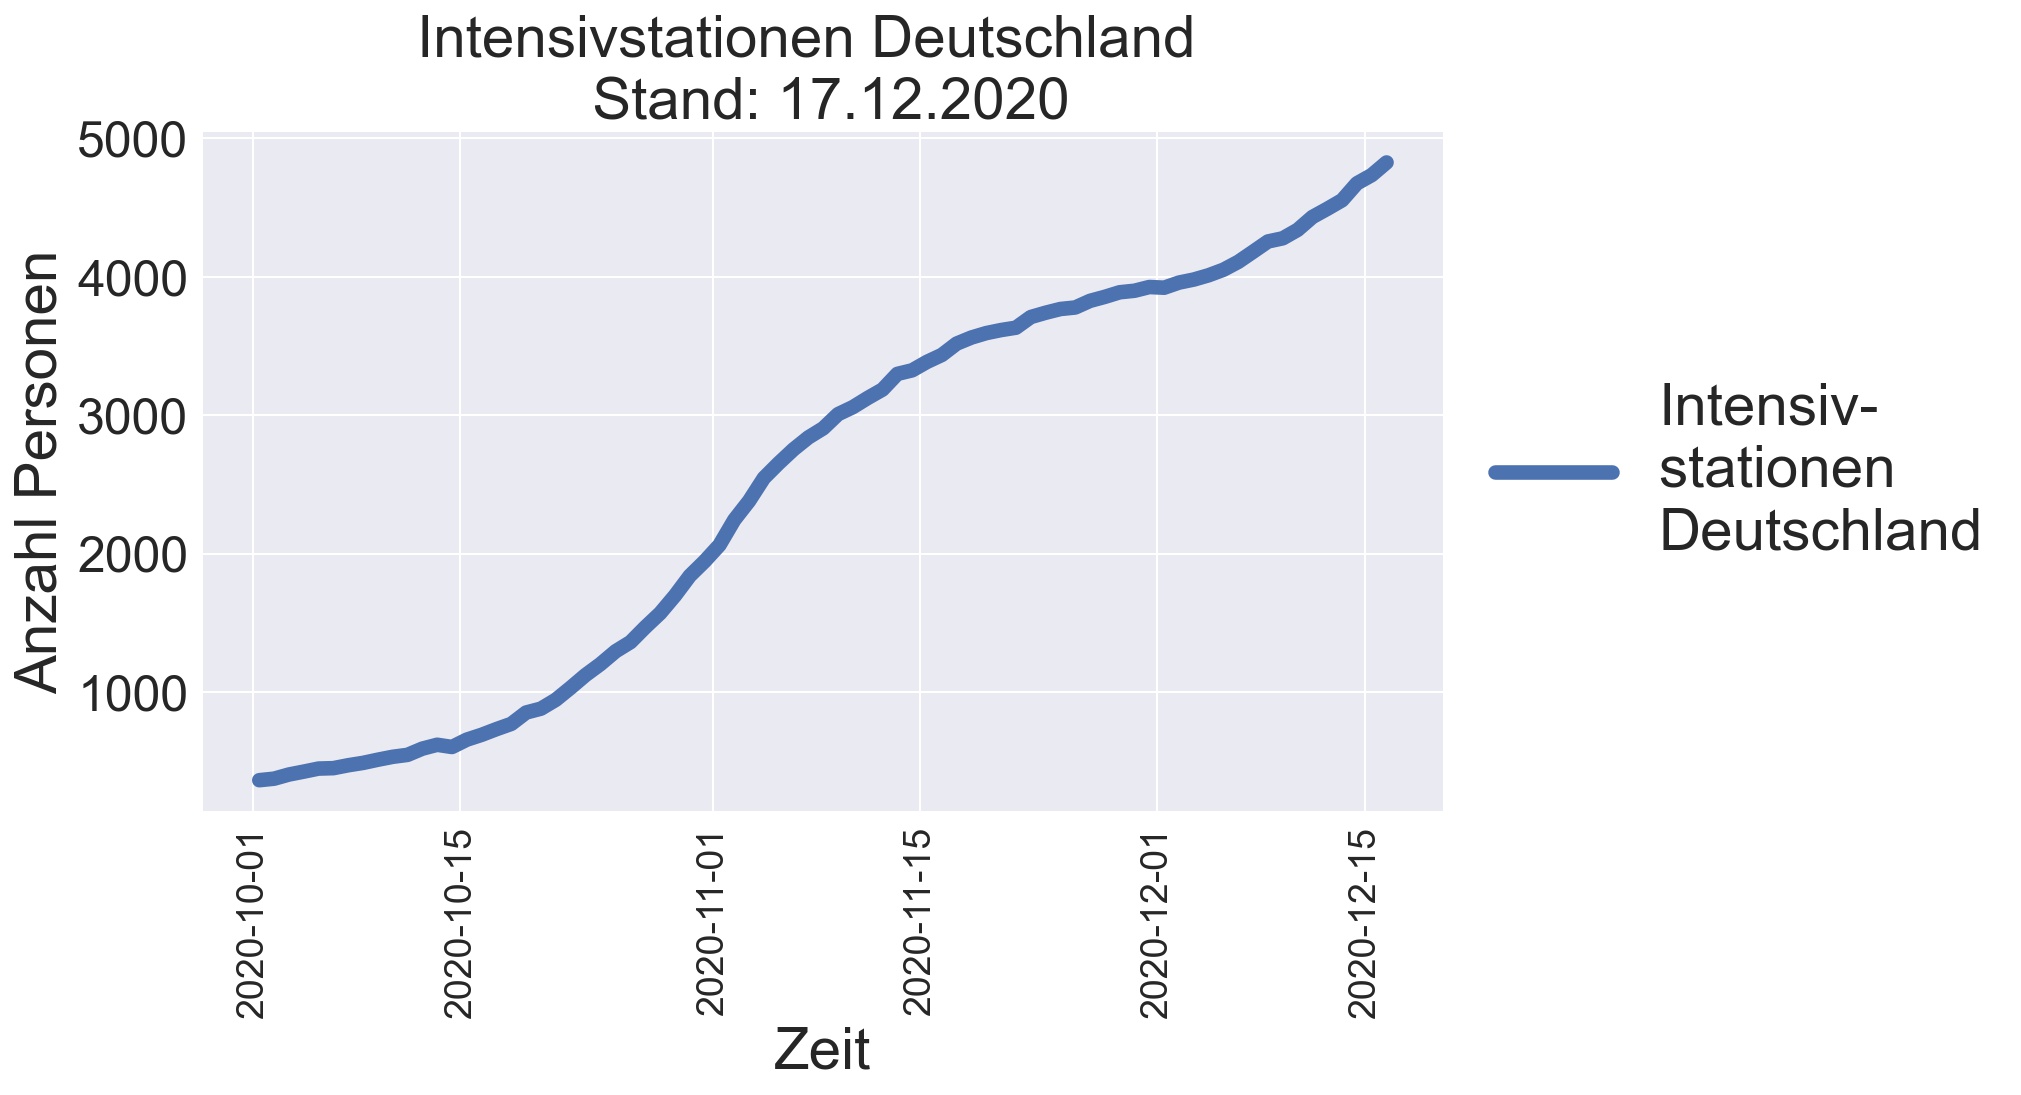 Intensivstationen Deutschland
Stand: 17.12.2020
Anzahl Personen
5000
4000
3000
2000
1000
2020-10-01
2020-10-15
2020-11-01
2020-11-15
2020-12-01
2020-12-15
Zeit
Intensiv-
stationen
Deutschland